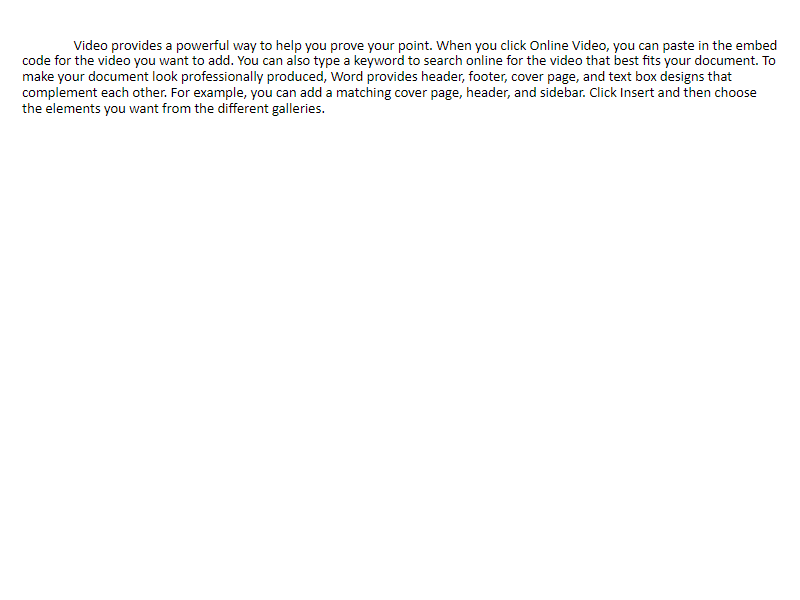 Video provides a powerful way to help you prove your point. When you click Online Video, you can paste in the embed
code for the video you want to add. You can also type a keyword to search online for the video that best fits your document. To
make your document look professionally produced, Word provides header, footer, cover page, and text box designs that
complement each other. For example, you can add a matching cover page, header, and sidebar. Click Insert and then choose
the elements you want from the different galleries.